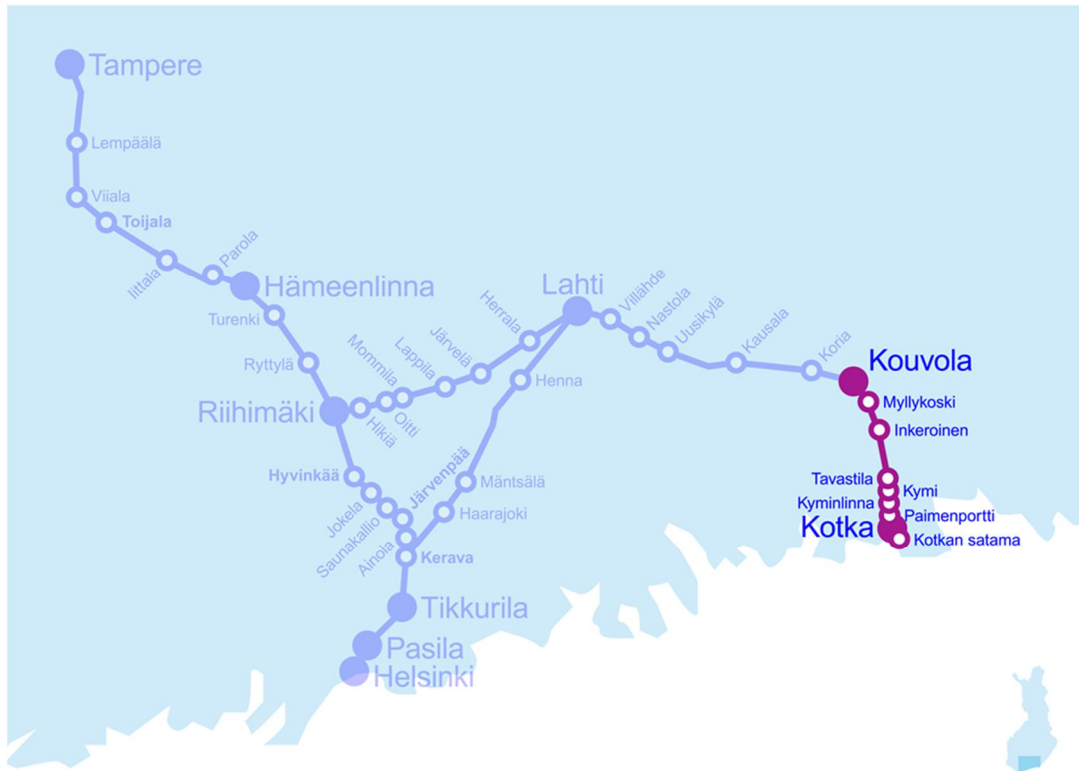 Tampere
Lempäälä
Viiala
Toijala
Iittala
Parola
Hämeenlinna
Turenki
Ryttylä
Riihimäki
Hikiä
Oitti
Mommila
Lappila
Järvelä
Herrala
Lahti
Villähde
Nastola
Uusikylä
Kausala
Koria
Kouvola
Myllykoski
Inkeroinen
Tavastila
Kymi
Kyminlinna
Paimenportti
Kotka
Kotkan satama
Henna
Mäntsälä
Haarajoki
Hyvinkää
Jokela
Saunakallio
Järvenpää
Ainola
Kerava
Tikkurila
Pasila
Helsinki